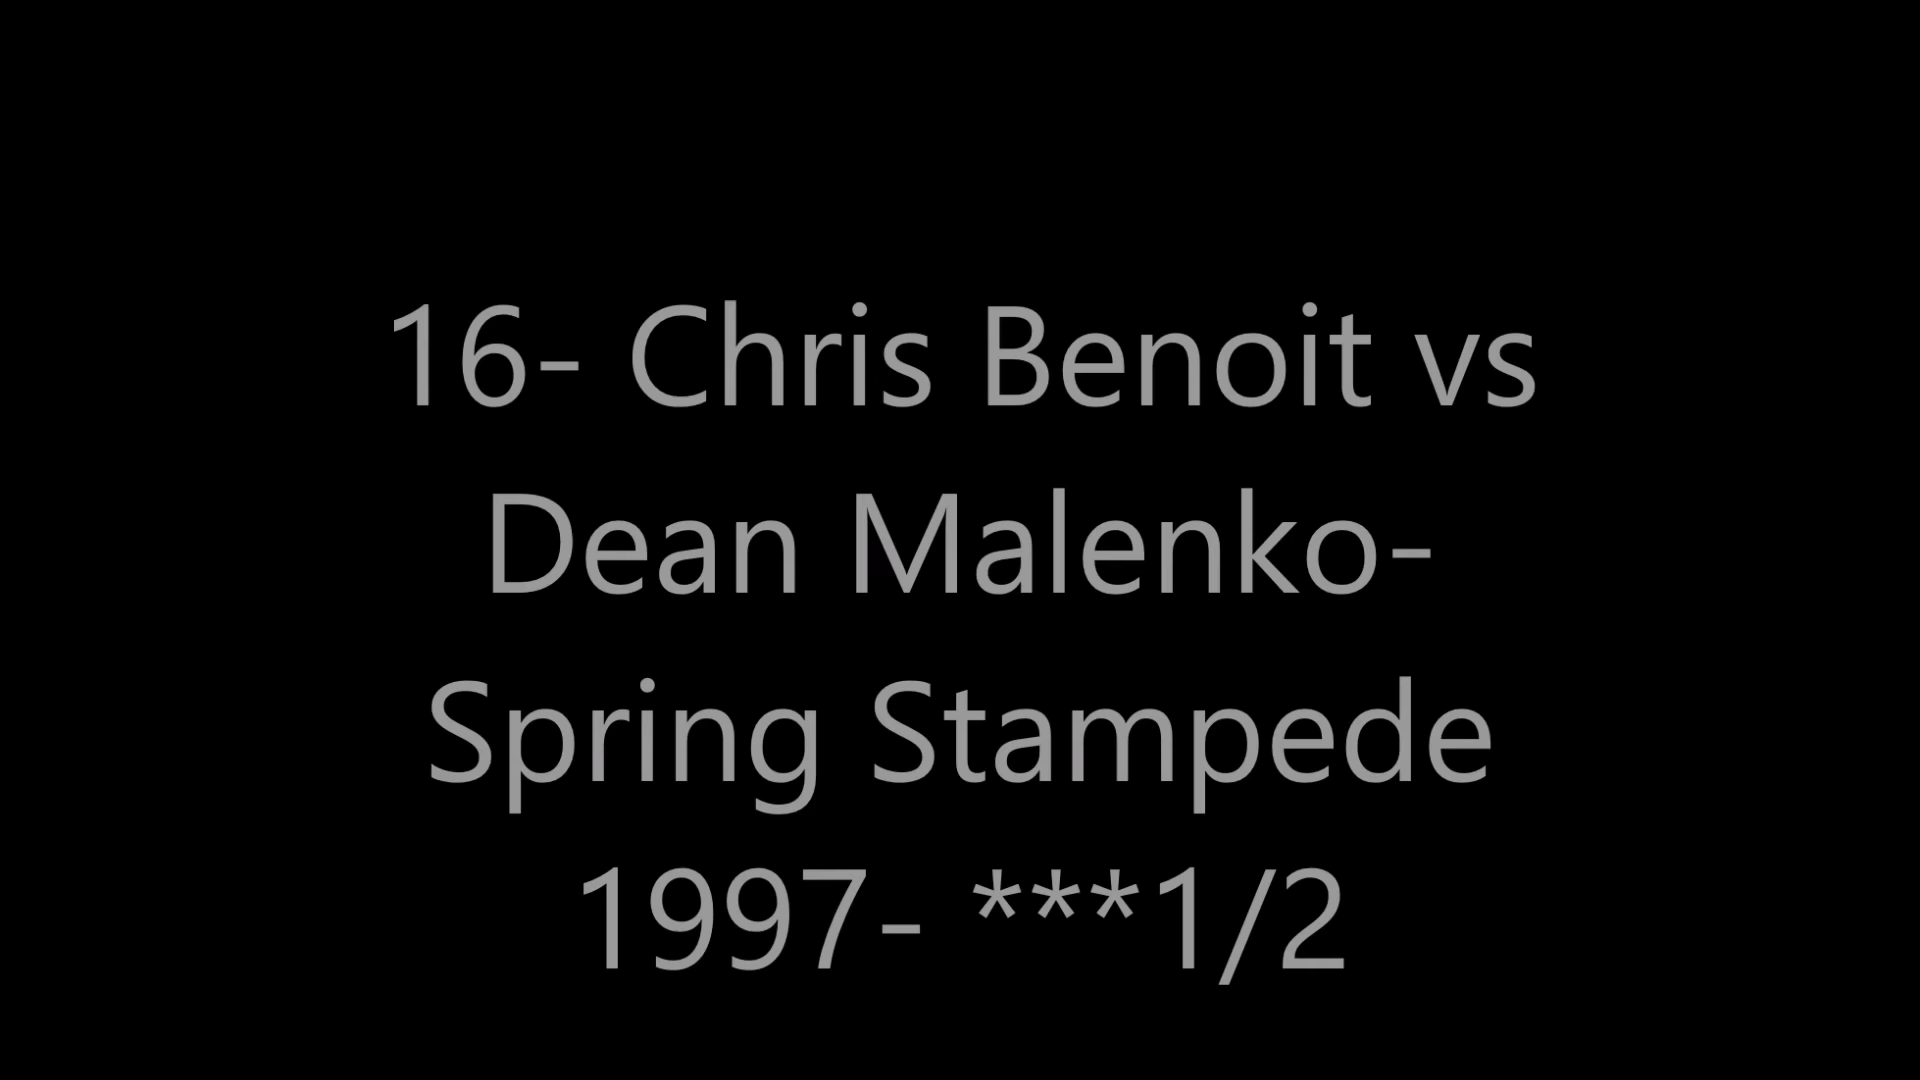 16- Chris Benoit vs
Dean Malenko-
Spring Stampede
1997- ***1/2